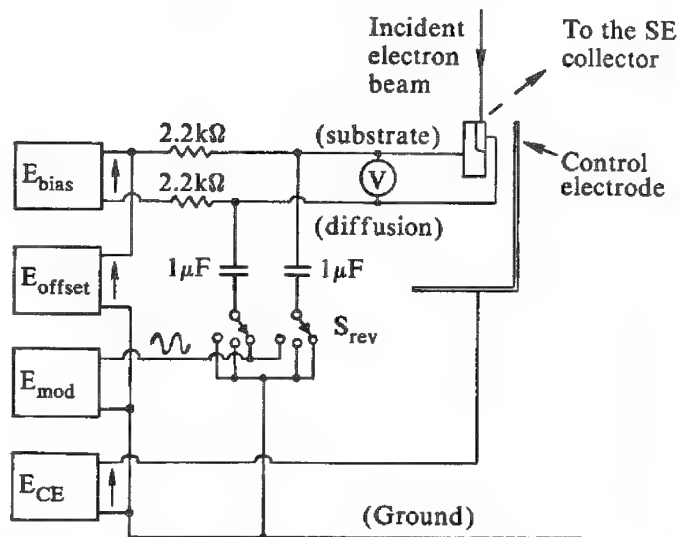 Incident
electron
beam
To the SE
collector
2.2kΩ
(substrate)
Control
electrode
E_bias
2.2kΩ
V
(diffusion)
E_offset
1μF
1μF
S_rev
E_mod
E_CE
(Ground)